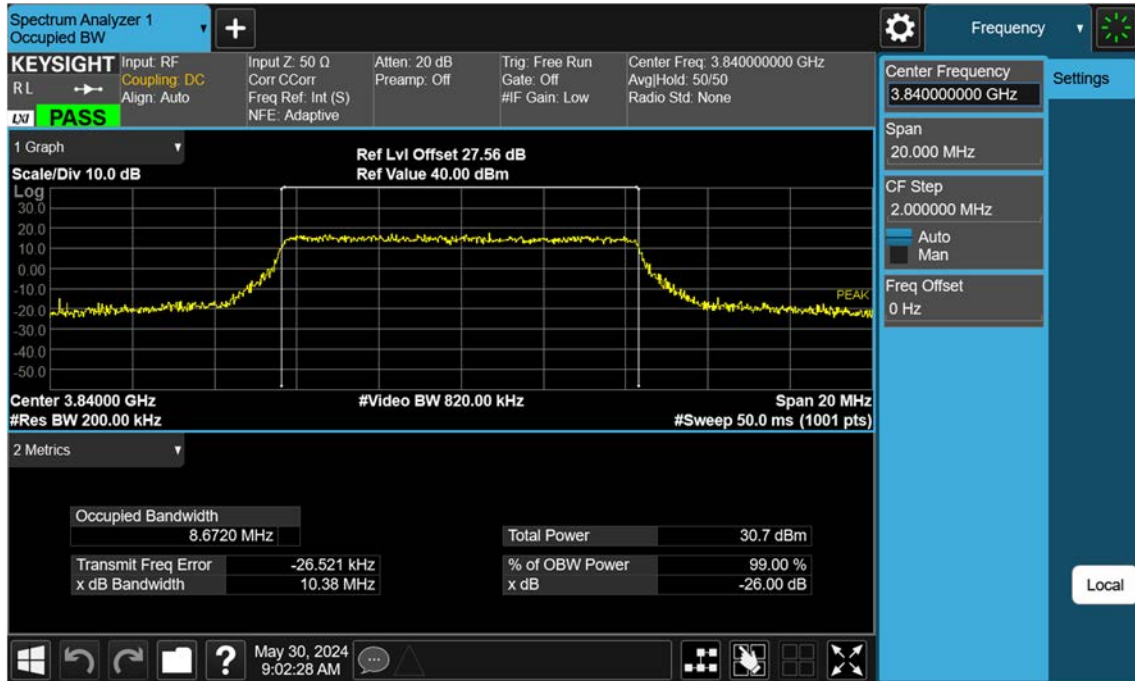 Spectrum Analyzer 1
Occupied BW
+
Frequency
KEYSIGHT
R L
LXI PASS
Input: RF
Coupling: DC
Align: Auto
Input Z: 50 Ω
Corr CCorr
Freq Ref: Int (S)
NFE: Adaptive
Atten: 20 dB
Preamp: Off
Trig: Free Run
Gate: Off
#IF Gain: Low
Center Freq: 3.840000000 GHz
Avg|Hold: 50/50
Radio Std: None
Center Frequency
3.840000000 GHz
Settings
Span
20.000 MHz
CF Step
2.000000 MHz
Auto
Man
Freq Offset
0 Hz
Local
1 Graph
Scale/Div 10.0 dB
Ref Lvl Offset 27.56 dB
Ref Value 40.00 dBm
Log
30.0
20.0
10.0
0.00
-10.0
-20.0
-30.0
-40.0
-50.0
PEAK
Center 3.84000 GHz
#Video BW 820.00 kHz
Span 20 MHz
#Res BW 200.00 kHz
#Sweep 50.0 ms (1001 pts)
2 Metrics
Occupied Bandwidth
8.6720 MHz
Total Power 30.7 dBm
Transmit Freq Error -26.521 kHz
% of OBW Power 99.00 %
x dB Bandwidth 10.38 MHz
x dB -26.00 dB
?
May 30, 2024
9:02:28 AM